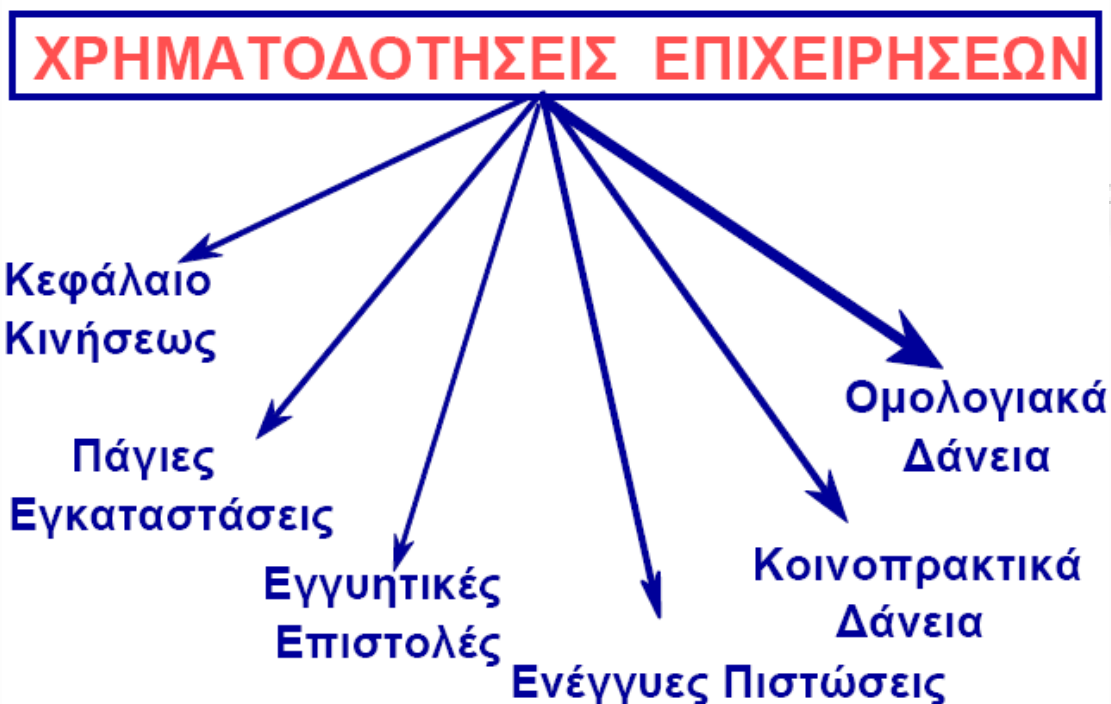 ΧΡΗΜΑΤΟΔΟΤΗΣΕΙΣ ΕΠΙΧΕΙΡΗΣΕΩΝ
Κεφάλαιο
Κινήσεως
Πάγιες
Εγκαταστάσεις
Εγγυητικές
Επιστολές
Ενέγγυες Πιστώσεις
Κοινοπρακτικά
Δάνεια
Ομολογιακά
Δάνεια